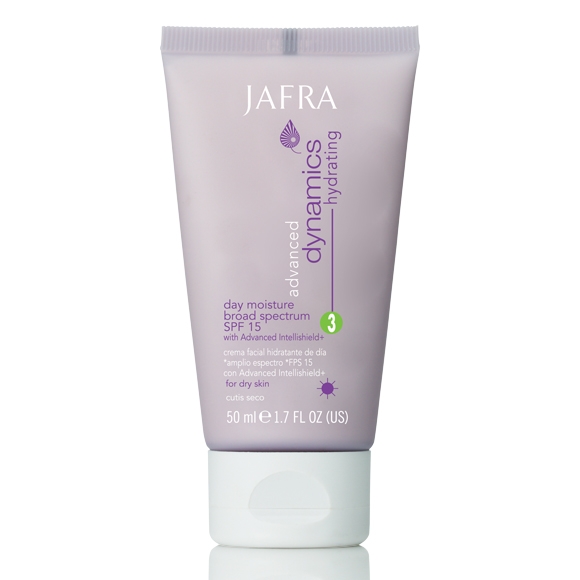 JAFRA
advanced
dynamics
hydrating
3
day moisture
broad spectrum
SPF 15
with Advanced Intellishield+
crema facial hidratante de día
*amplio espectro *FPS 15
con Advanced Intellishield+
for dry skin
cutis seco
50 ml ℮ 1.7 FL OZ (US)